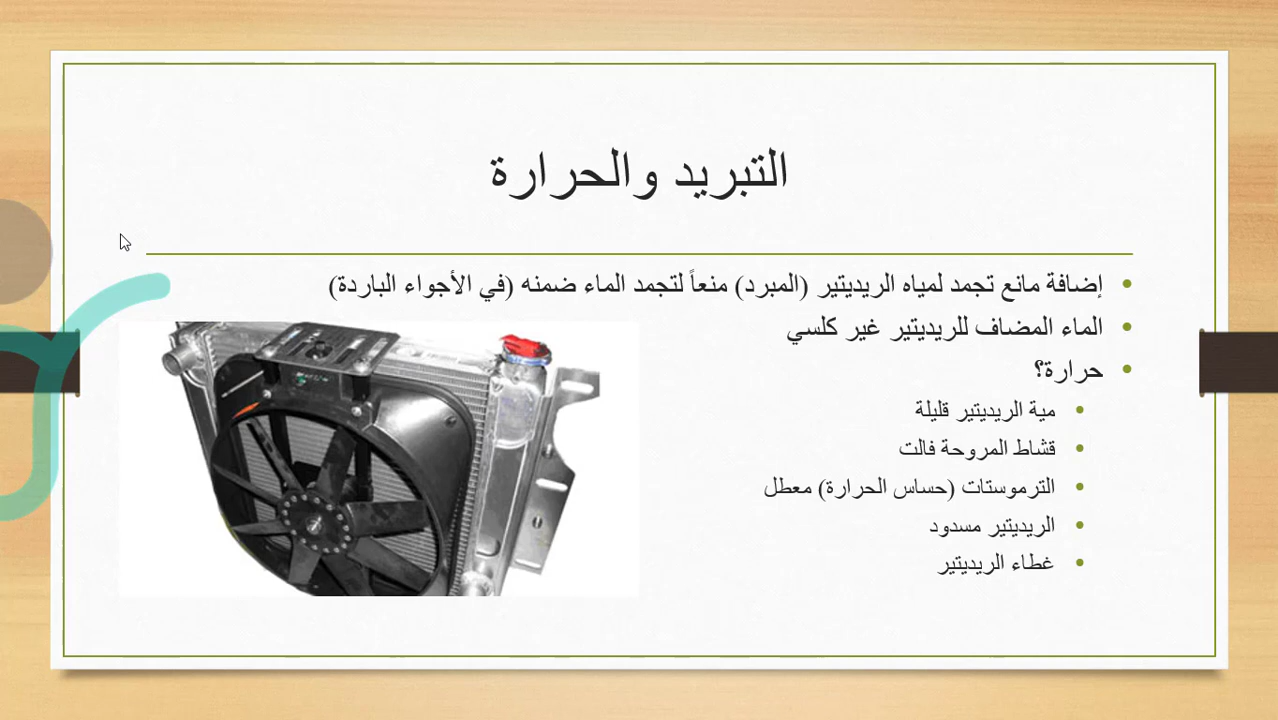 التبريد والحرارة
إضافة مانع تجمد لمياه الريديتير (المبرد) منعاً لتجمد الماء ضمنه (في الأجواء الباردة)
الماء المضاف للريديتير غير كلسي
حرارة؟
مية الريديتير قليلة
قشاط المروحة فالت
الترموستات (حساس الحرارة) معطل
الريديتير مسدود
غطاء الريديتير